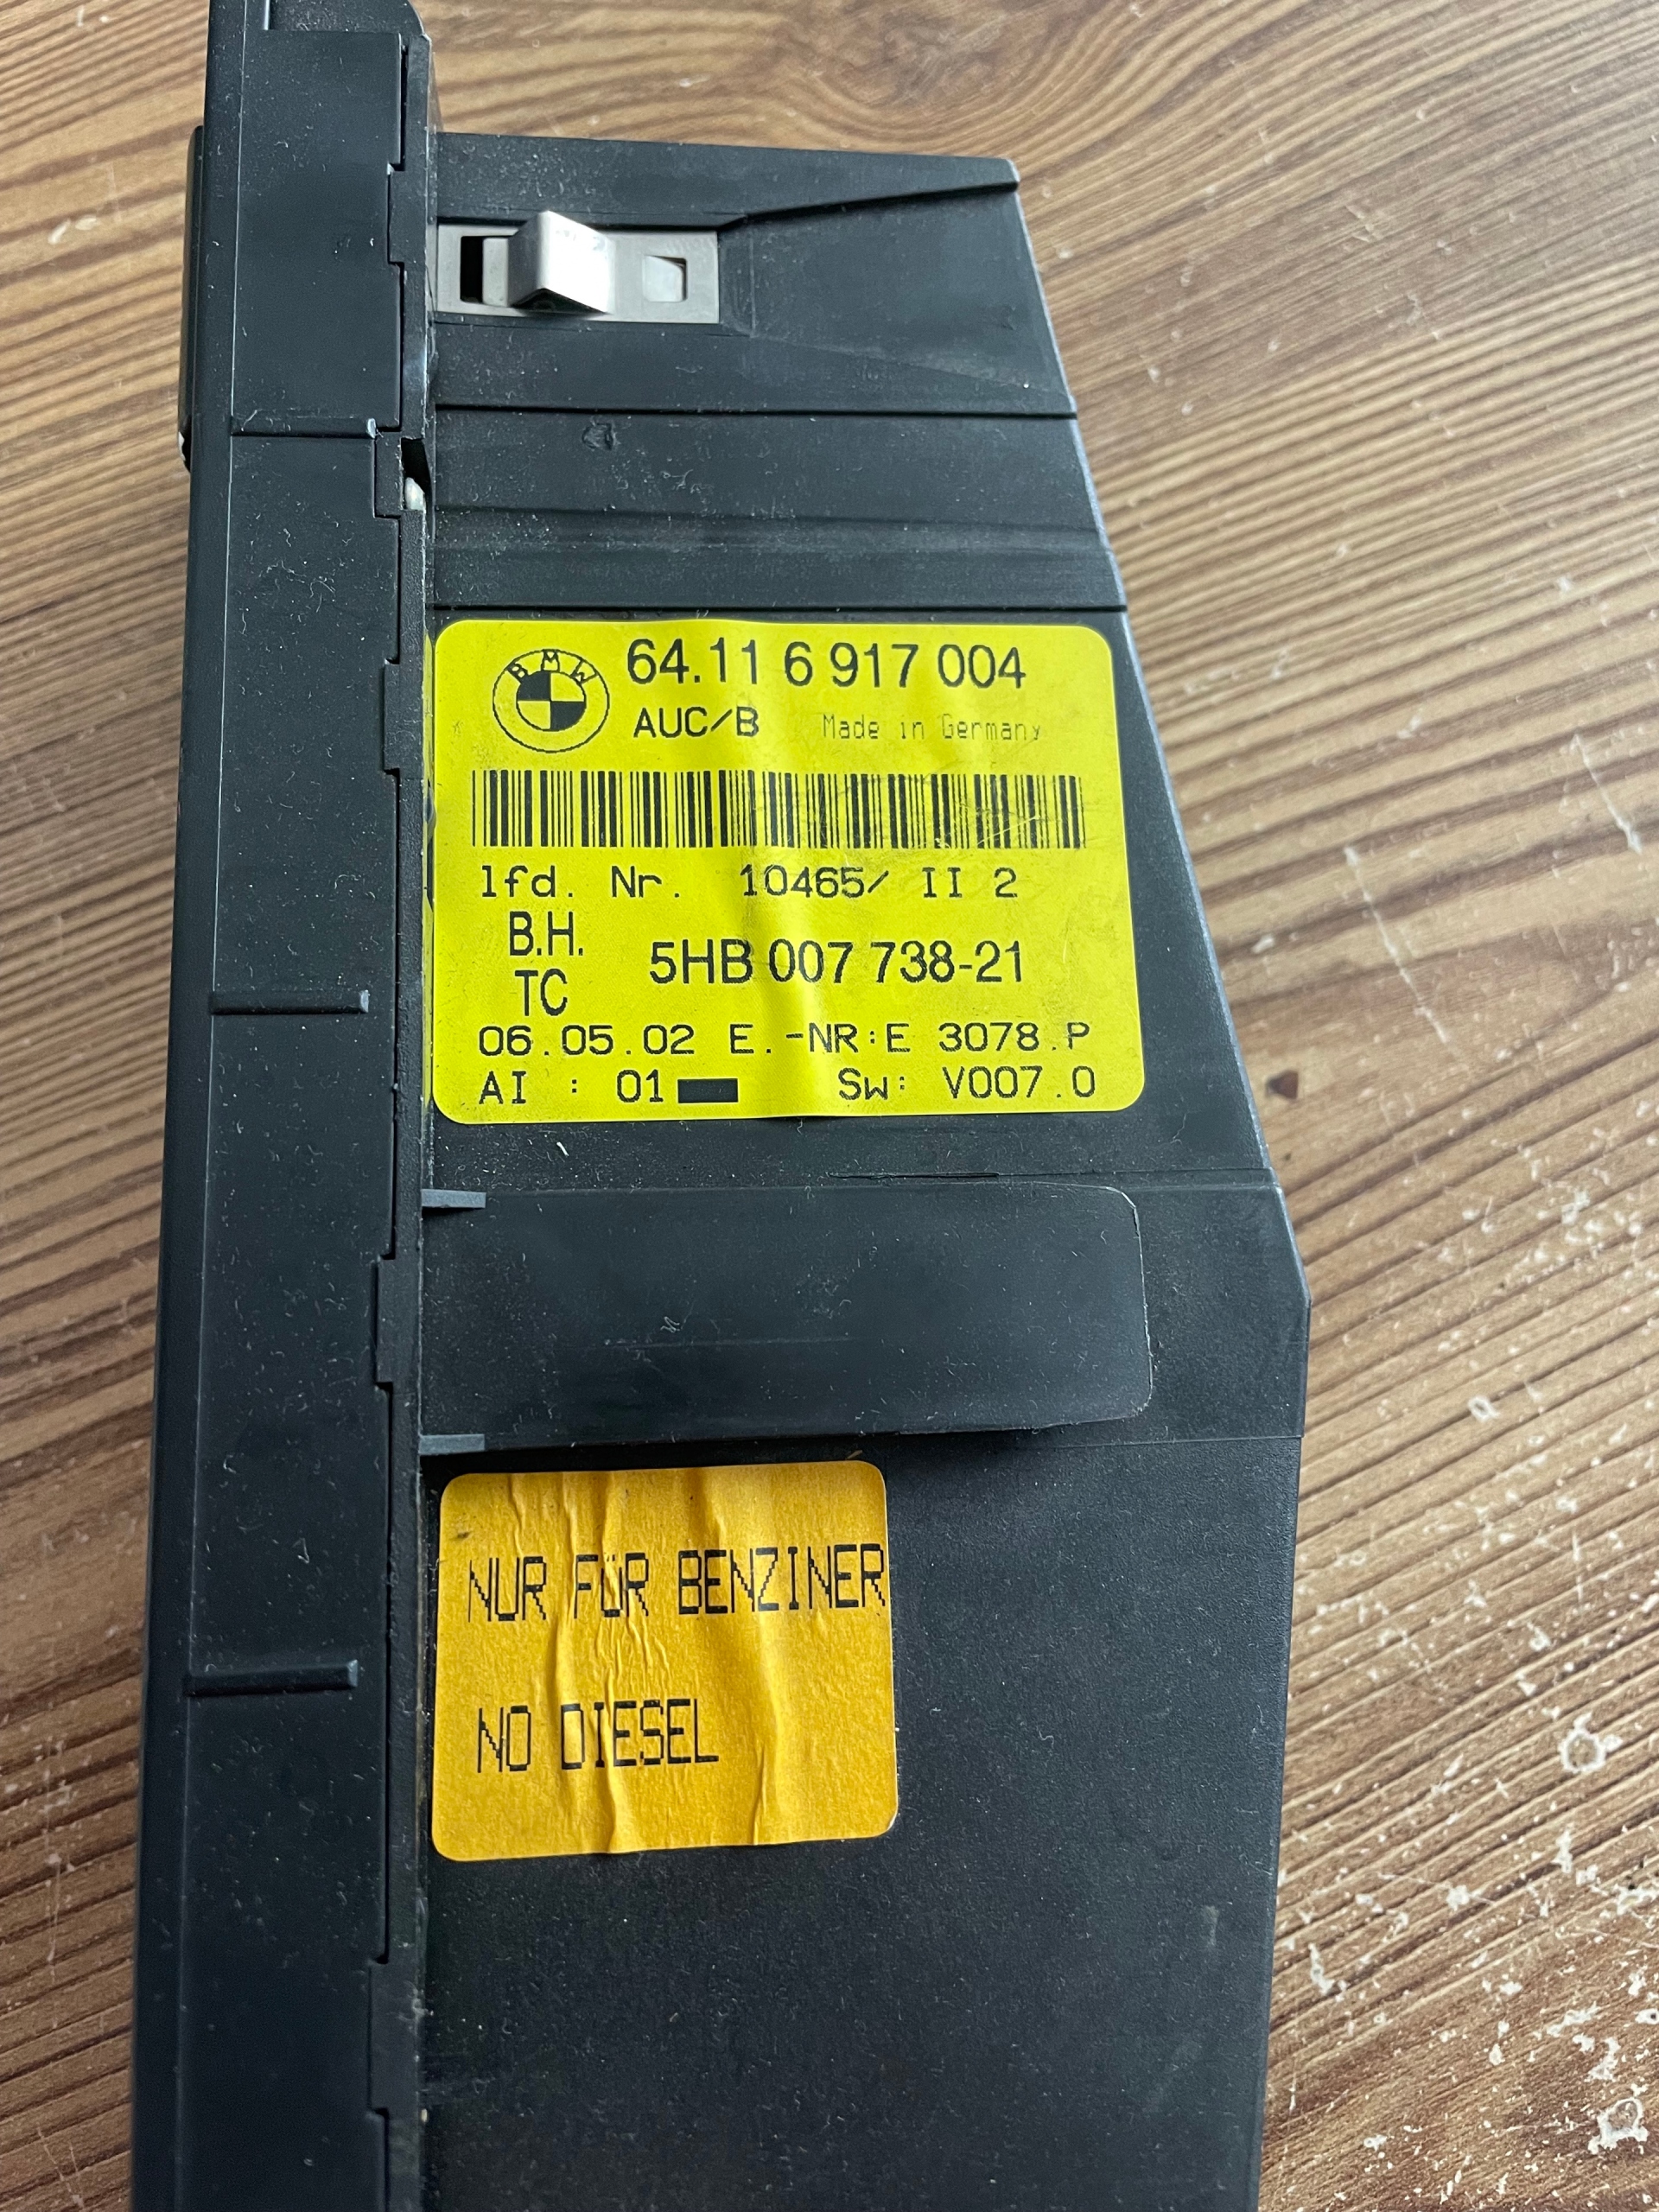 BMW
64.11 6 917 004
AUC/B Made in Germany
lfd. Nr. 10465/ II 2
B.H.
TC
5HB 007 738-21
06.05.02 E.-NR:E 3078.P
AI : 01 Sw: V007.0
NUR FÜR BENZINER
NO DIESEL